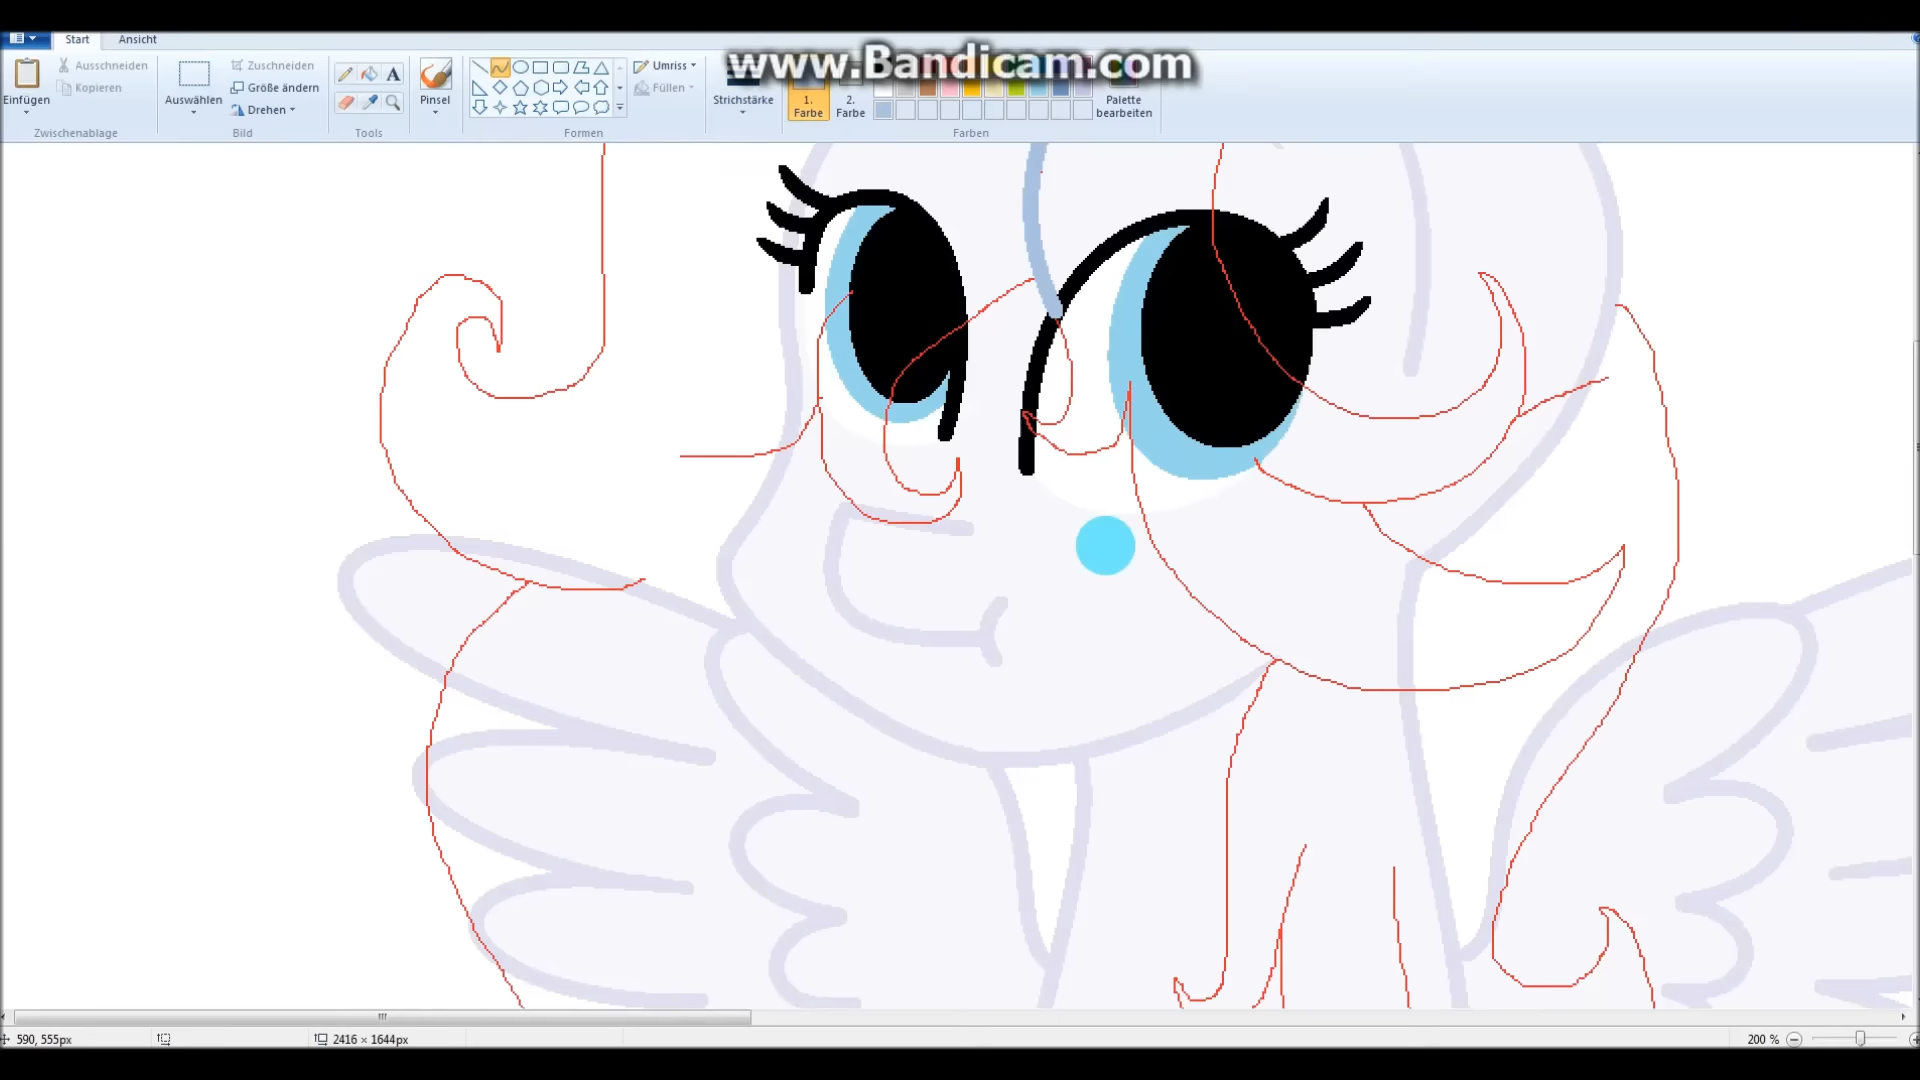 Start Ansicht
www.Bandicam.com
Einfügen
Ausschneiden
Kopieren
Zwischenablage
Auswählen
Zuschneiden
Größe ändern
Drehen
Bild
A
Tools
Pinsel
Umriss
Füllen
Formen
Strichstärke
1.
Farbe
2.
Farbe
Palette
bearbeiten
Farben
590, 555px
2416 × 1644px
200 %